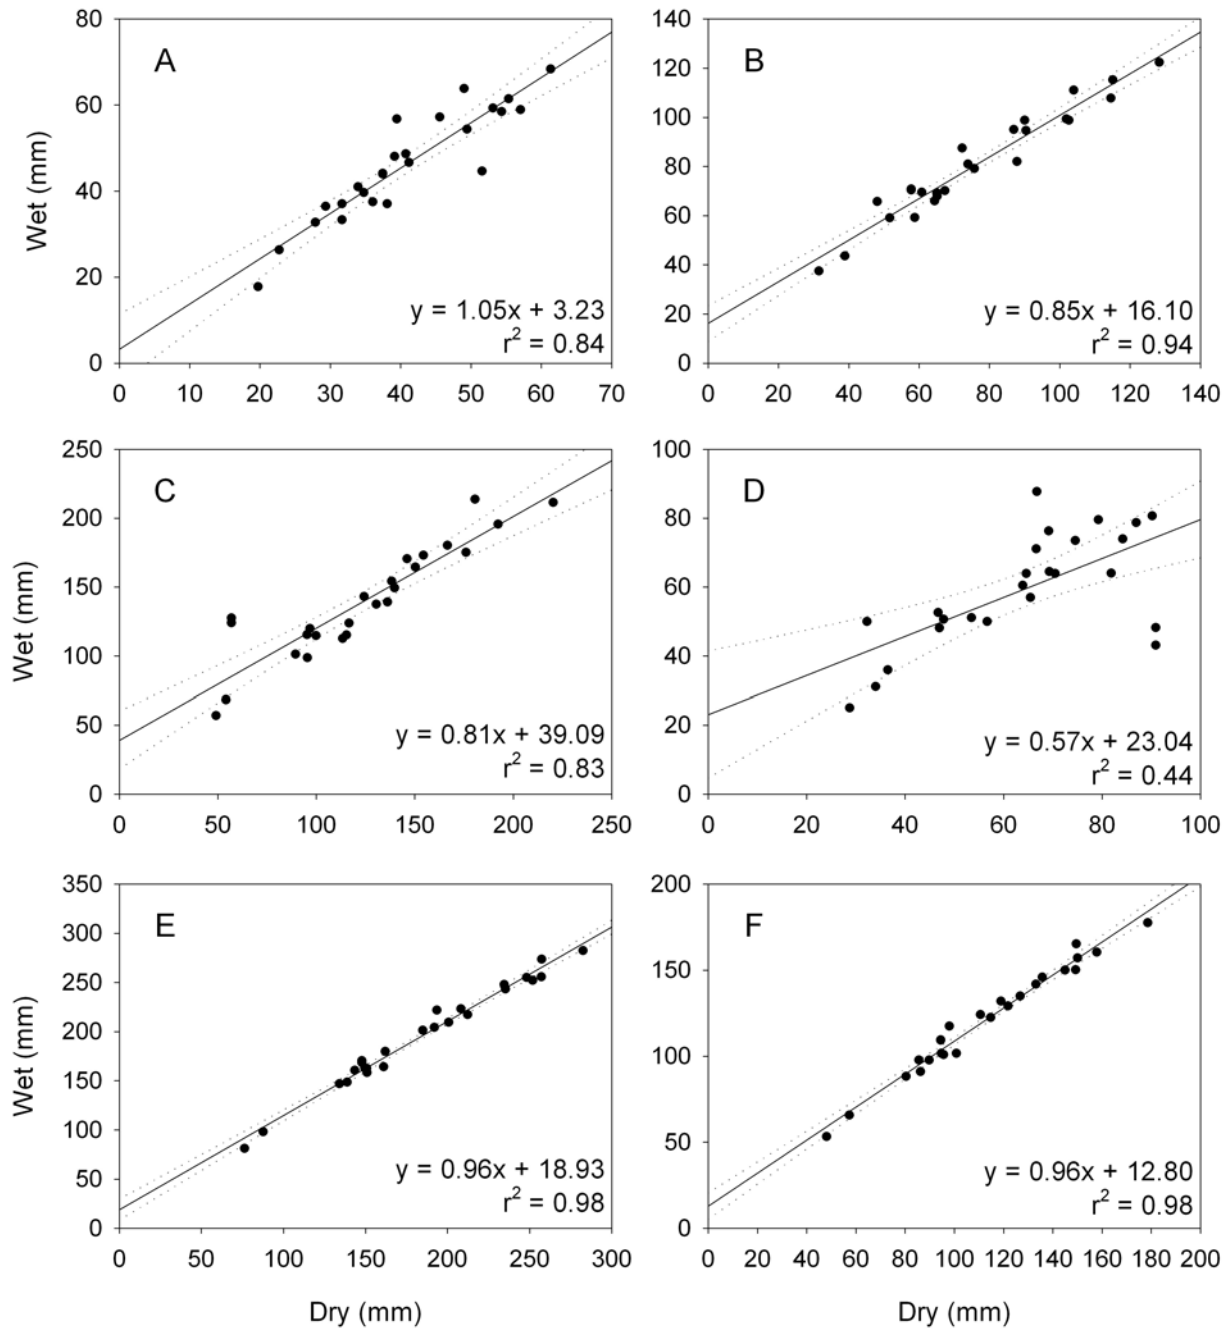 A
80
60
40
20
0
Wet (mm)
y = 1.05x + 3.23
r² = 0.84
0 10 20 30 40 50 60 70
B
140
120
100
80
60
40
20
0
y = 0.85x + 16.10
r² = 0.94
0 20 40 60 80 100 120 140
C
250
200
150
100
50
0
Wet (mm)
y = 0.81x + 39.09
r² = 0.83
0 50 100 150 200 250
D
100
80
60
40
20
0
y = 0.57x + 23.04
r² = 0.44
0 20 40 60 80 100
E
350
300
250
200
150
100
50
0
Wet (mm)
y = 0.96x + 18.93
r² = 0.98
0 50 100 150 200 250 300
Dry (mm)
F
200
150
100
50
0
y = 0.96x + 12.80
r² = 0.98
0 20 40 60 80 100 120 140 160 180 200
Dry (mm)